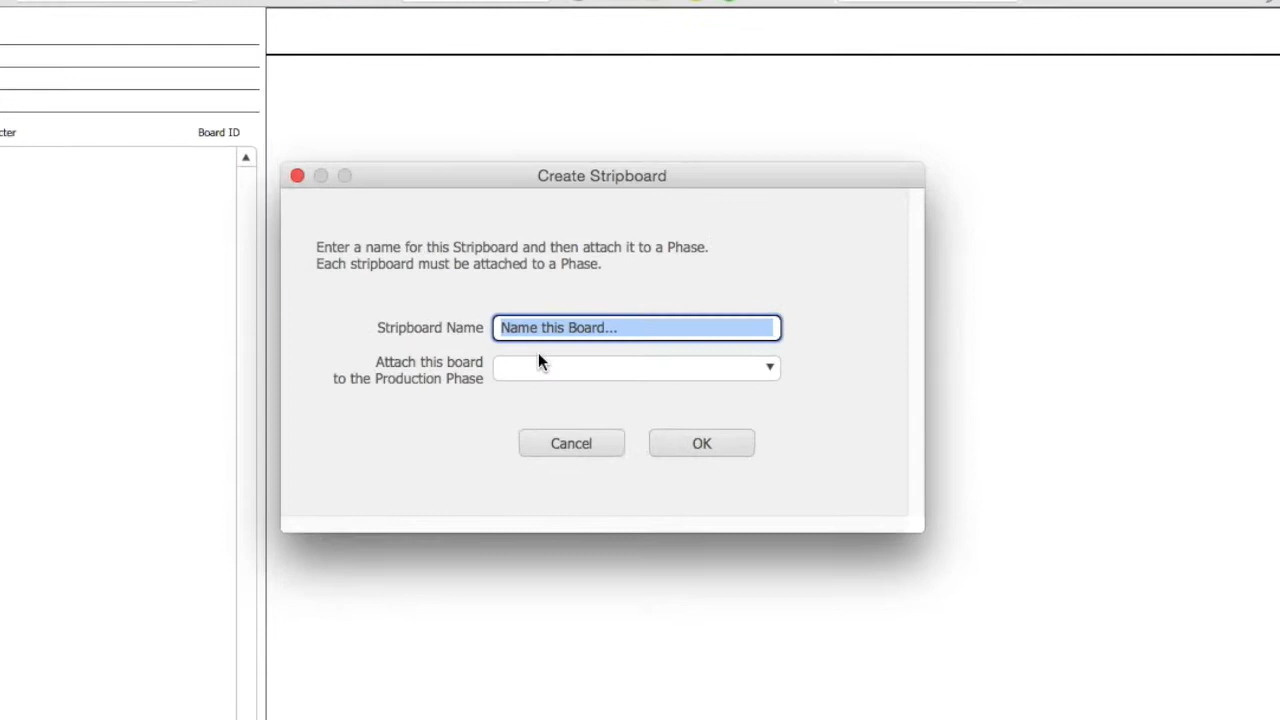 cter
Board ID
Create Stripboard
Enter a name for this Stripboard and then attach it to a Phase.
Each stripboard must be attached to a Phase.
Stripboard Name
Name this Board...
Attach this board
to the Production Phase
Cancel
OK